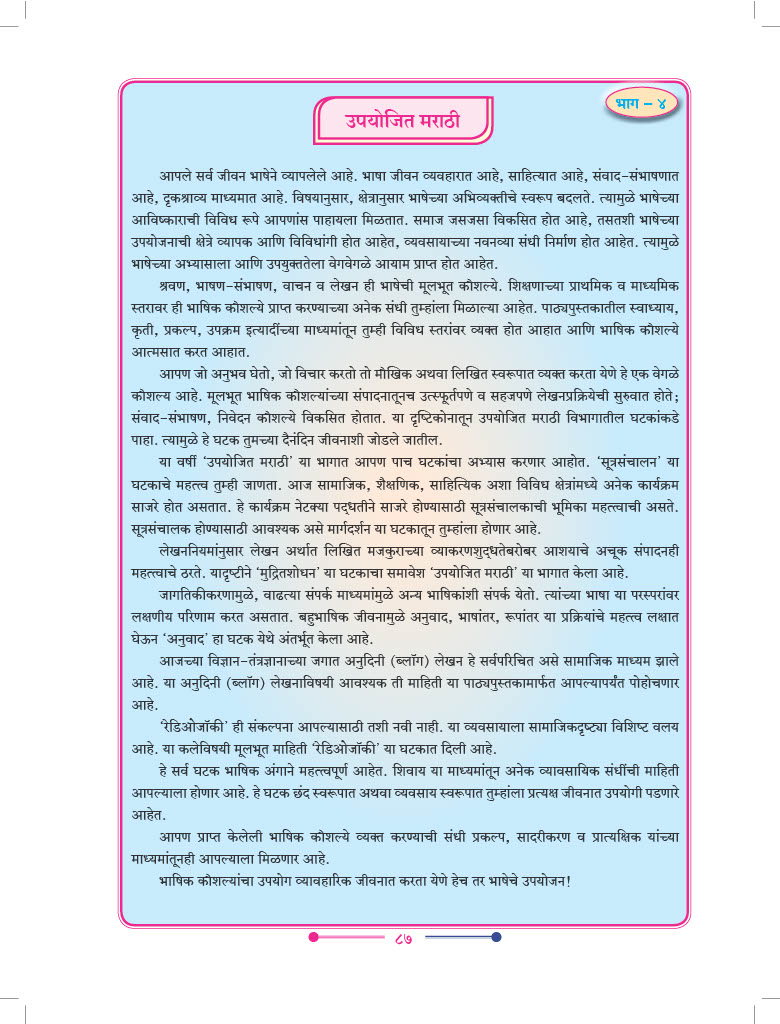 भाग – ४
उपयोजित मराठी
आपले सर्व जीवन भाषेने व्यापलेले आहे. भाषा जीवन व्यवहारात आहे, साहित्यात आहे, संवाद-संभाषणात
आहे, दृकश्राव्य माध्यमात आहे. विषयानुसार, क्षेत्रानुसार भाषेच्या अभिव्यक्तीचे स्वरूप बदलते. त्यामुळे भाषेच्या
आविष्काराची विविध रूपे आपणांस पाहायला मिळतात. समाज जसजसा विकसित होत आहे, तसतशी भाषेच्या
उपयोजनाची क्षेत्रे व्यापक आणि विविधांगी होत आहेत, व्यवसायाच्या नवनव्या संधी निर्माण होत आहेत. त्यामुळे
भाषेच्या अभ्यासाला आणि उपयुक्ततेला वेगवेगळे आयाम प्राप्त होत आहेत.
श्रवण, भाषण-संभाषण, वाचन व लेखन ही भाषेची मूलभूत कौशल्ये. शिक्षणाच्या प्राथमिक व माध्यमिक
स्तरावर ही भाषिक कौशल्ये प्राप्त करण्याच्या अनेक संधी तुम्हांला मिळाल्या आहेत. पाठ्यपुस्तकातील स्वाध्याय,
कृती, प्रकल्प, उपक्रम इत्यादींच्या माध्यमांतून तुम्ही विविध स्तरांवर व्यक्त होत आहात आणि भाषिक कौशल्ये
आत्मसात करत आहात.
आपण जो अनुभव घेतो, जो विचार करतो तो मौखिक अथवा लिखित स्वरूपात व्यक्त करता येणे हे एक वेगळे
कौशल्य आहे. मूलभूत भाषिक कौशल्यांच्या संपादनातूनच उत्स्फूर्तपणे व सहजपणे लेखनप्रक्रियेची सुरुवात होते;
संवाद-संभाषण, निवेदन कौशल्ये विकसित होतात. या दृष्टिकोनातून उपयोजित मराठी विभागातील घटकांकडे
पाहा. त्यामुळे हे घटक तुमच्या दैनंदिन जीवनाशी जोडले जातील.
या वर्षी ‘उपयोजित मराठी’ या भागात आपण पाच घटकांचा अभ्यास करणार आहोत. ‘सूत्रसंचालन’ या
घटकाचे महत्त्व तुम्ही जाणता. आज सामाजिक, शैक्षणिक, साहित्यिक अशा विविध क्षेत्रांमध्ये अनेक कार्यक्रम
साजरे होत असतात. हे कार्यक्रम नेटक्या पद्धतीने साजरे होण्यासाठी सूत्रसंचालकाची भूमिका महत्त्वाची असते.
सूत्रसंचालक होण्यासाठी आवश्यक असे मार्गदर्शन या घटकातून तुम्हांला होणार आहे.
लेखननियमांनुसार लेखन अर्थात लिखित मजकुराच्या व्याकरणशुद्धतेबरोबर आशयाचे अचूक संपादनही
महत्त्वाचे ठरते. यादृष्टीने ‘मुद्रितशोधन’ या घटकाचा समावेश ‘उपयोजित मराठी’ या भागात केला आहे.
जागतिकीकरणामुळे, वाढत्या संपर्क माध्यमांमुळे अन्य भाषिकांशी संपर्क येतो. त्यांच्या भाषा या परस्परांवर
लक्षणीय परिणाम करत असतात. बहुभाषिक जीवनामुळे अनुवाद, भाषांतर, रूपांतर या प्रक्रियांचे महत्त्व लक्षात
घेऊन ‘अनुवाद’ हा घटक येथे अंतर्भूत केला आहे.
आजच्या विज्ञान-तंत्रज्ञानाच्या जगात अनुदिनी (ब्लॉग) लेखन हे सर्वपरिचित असे सामाजिक माध्यम झाले
आहे. या अनुदिनी (ब्लॉग) लेखनाविषयी आवश्यक ती माहिती या पाठ्यपुस्तकामार्फत आपल्यापर्यंत पोहोचणार
आहे.
‘रेडिओजॉकी’ ही संकल्पना आपल्यासाठी तशी नवी नाही. या व्यवसायाला सामाजिकदृष्ट्या विशिष्ट वलय
आहे. या कलेविषयी मूलभूत माहिती ‘रेडिओजॉकी’ या घटकात दिली आहे.
हे सर्व घटक भाषिक अंगाने महत्त्वपूर्ण आहेत. शिवाय या माध्यमांतून अनेक व्यावसायिक संधींची माहिती
आपल्याला होणार आहे. हे घटक छंद स्वरूपात अथवा व्यवसाय स्वरूपात तुम्हांला प्रत्यक्ष जीवनात उपयोगी पडणारे
आहेत.
आपण प्राप्त केलेली भाषिक कौशल्ये व्यक्त करण्याची संधी प्रकल्प, सादरीकरण व प्रात्यक्षिक यांच्या
माध्यमांतूनही आपल्याला मिळणार आहे.
भाषिक कौशल्यांचा उपयोग व्यावहारिक जीवनात करता येणे हेच तर भाषेचे उपयोजन!
८७